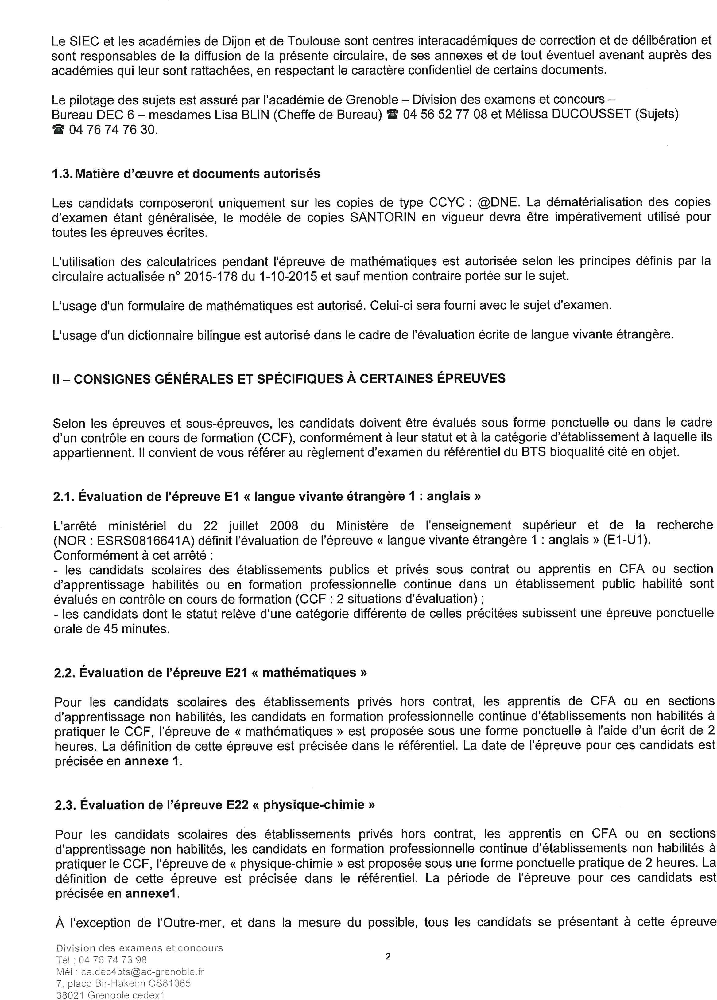 Le SIEC et les académies de Dijon et de Toulouse sont centres interacadémiques de correction et de délibération et
sont responsables de la diffusion de la présente circulaire, de ses annexes et de tout éventuel avenant auprès des
académies qui leur sont rattachées, en respectant le caractère confidentiel de certains documents.
Le pilotage des sujets est assuré par l'académie de Grenoble – Division des examens et concours –
Bureau DEC 6 – mesdames Lisa BLIN (Cheffe de Bureau) ☎ 04 56 52 77 08 et Mélissa DUCOUSSET (Sujets)
☎ 04 76 74 76 30.
1.3. Matière d'œuvre et documents autorisés
Les candidats composeront uniquement sur les copies de type CCYC : @DNE. La dématérialisation des copies
d'examen étant généralisée, le modèle de copies SANTORIN en vigueur devra être impérativement utilisé pour
toutes les épreuves écrites.
L'utilisation des calculatrices pendant l'épreuve de mathématiques est autorisée selon les principes définis par la
circulaire actualisée n° 2015-178 du 1-10-2015 et sauf mention contraire portée sur le sujet.
L'usage d'un formulaire de mathématiques est autorisé. Celui-ci sera fourni avec le sujet d'examen.
L'usage d'un dictionnaire bilingue est autorisé dans le cadre de l'évaluation écrite de langue vivante étrangère.
II – CONSIGNES GÉNÉRALES ET SPÉCIFIQUES À CERTAINES ÉPREUVES
Selon les épreuves et sous-épreuves, les candidats doivent être évalués sous forme ponctuelle ou dans le cadre
d'un contrôle en cours de formation (CCF), conformément à leur statut et à la catégorie d'établissement à laquelle ils
appartiennent. Il convient de vous référer au règlement d'examen du référentiel du BTS bioqualité cité en objet.
2.1. Évaluation de l'épreuve E1 « langue vivante étrangère 1 : anglais »
L'arrêté ministériel du 22 juillet 2008 du Ministère de l'enseignement supérieur et de la recherche
(NOR : ESRS0816641A) définit l'évaluation de l'épreuve « langue vivante étrangère 1 : anglais » (E1-U1).
Conformément à cet arrêté :
- les candidats scolaires des établissements publics et privés sous contrat ou apprentis en CFA ou section
d'apprentissage habilités ou en formation professionnelle continue dans un établissement public habilité sont
évalués en contrôle en cours de formation (CCF : 2 situations d'évaluation) ;
- les candidats dont le statut relève d'une catégorie différente de celles précitées subissent une épreuve ponctuelle
orale de 45 minutes.
2.2. Évaluation de l'épreuve E21 « mathématiques »
Pour les candidats scolaires des établissements privés hors contrat, les apprentis de CFA ou en sections
d'apprentissage non habilités, les candidats en formation professionnelle continue d'établissements non habilités à
pratiquer le CCF, l'épreuve de « mathématiques » est proposée sous une forme ponctuelle à l'aide d'un écrit de 2
heures. La définition de cette épreuve est précisée dans le référentiel. La date de l'épreuve pour ces candidats est
précisée en annexe 1.
2.3. Évaluation de l'épreuve E22 « physique-chimie »
Pour les candidats scolaires des établissements privés hors contrat, les apprentis en CFA ou en sections
d'apprentissage non habilités, les candidats en formation professionnelle continue d'établissements non habilités à
pratiquer le CCF, l'épreuve de « physique-chimie » est proposée sous une forme ponctuelle pratique de 2 heures. La
définition de cette épreuve est précisée dans le référentiel. La période de l'épreuve pour ces candidats est
précisée en annexe1.
À l'exception de l'Outre-mer, et dans la mesure du possible, tous les candidats se présentant à cette épreuve
Division des examens et concours
Tél : 04 76 74 73 98
Mél : ce.dec4bts@ac-grenoble.fr
7, place Bir-Hakeim CS81065
38021 Grenoble cedex1
2